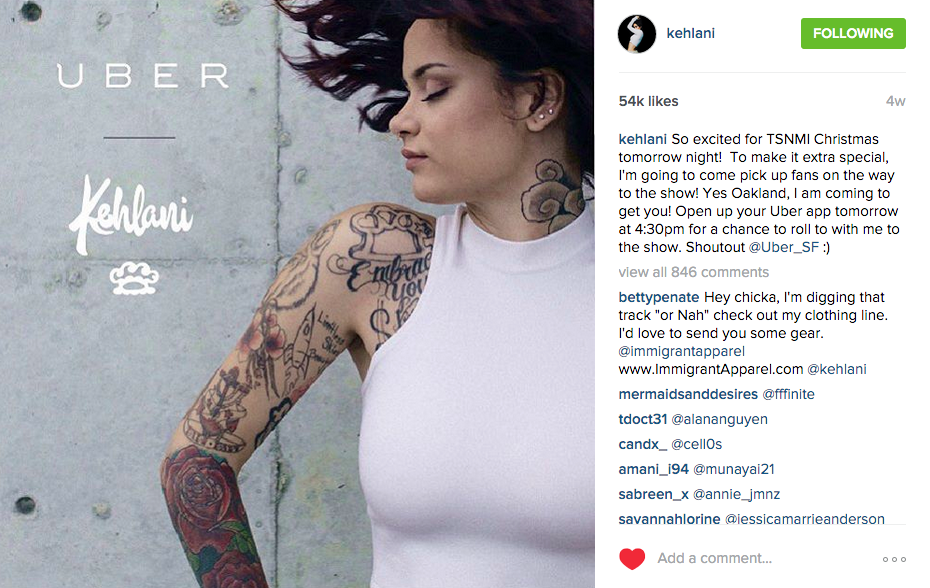 UBER
Kehlani
Embrace
you
kehlani
FOLLOWING
54k likes
4w
kehlani So excited for TSNMI Christmas
tomorrow night!  To make it extra special,
I'm going to come pick up fans on the way
to the show! Yes Oakland, I am coming to
get you! Open up your Uber app tomorrow
at 4:30pm for a chance to roll to with me to
the show. Shoutout @Uber_SF :)
view all 846 comments
bettypenate Hey chicka, I'm digging that
track "or Nah" check out my clothing line.
I'd love to send you some gear.
@immigrantapparel
www.ImmigrantApparel.com @kehlani
mermaidsanddesires @fffinite
tdoct31 @alananguyen
candx_ @cell0s
amani_i94 @munayai21
sabreen_x @annie_jmnz
savannahlorine @jessicamarrieanderson
Add a comment...